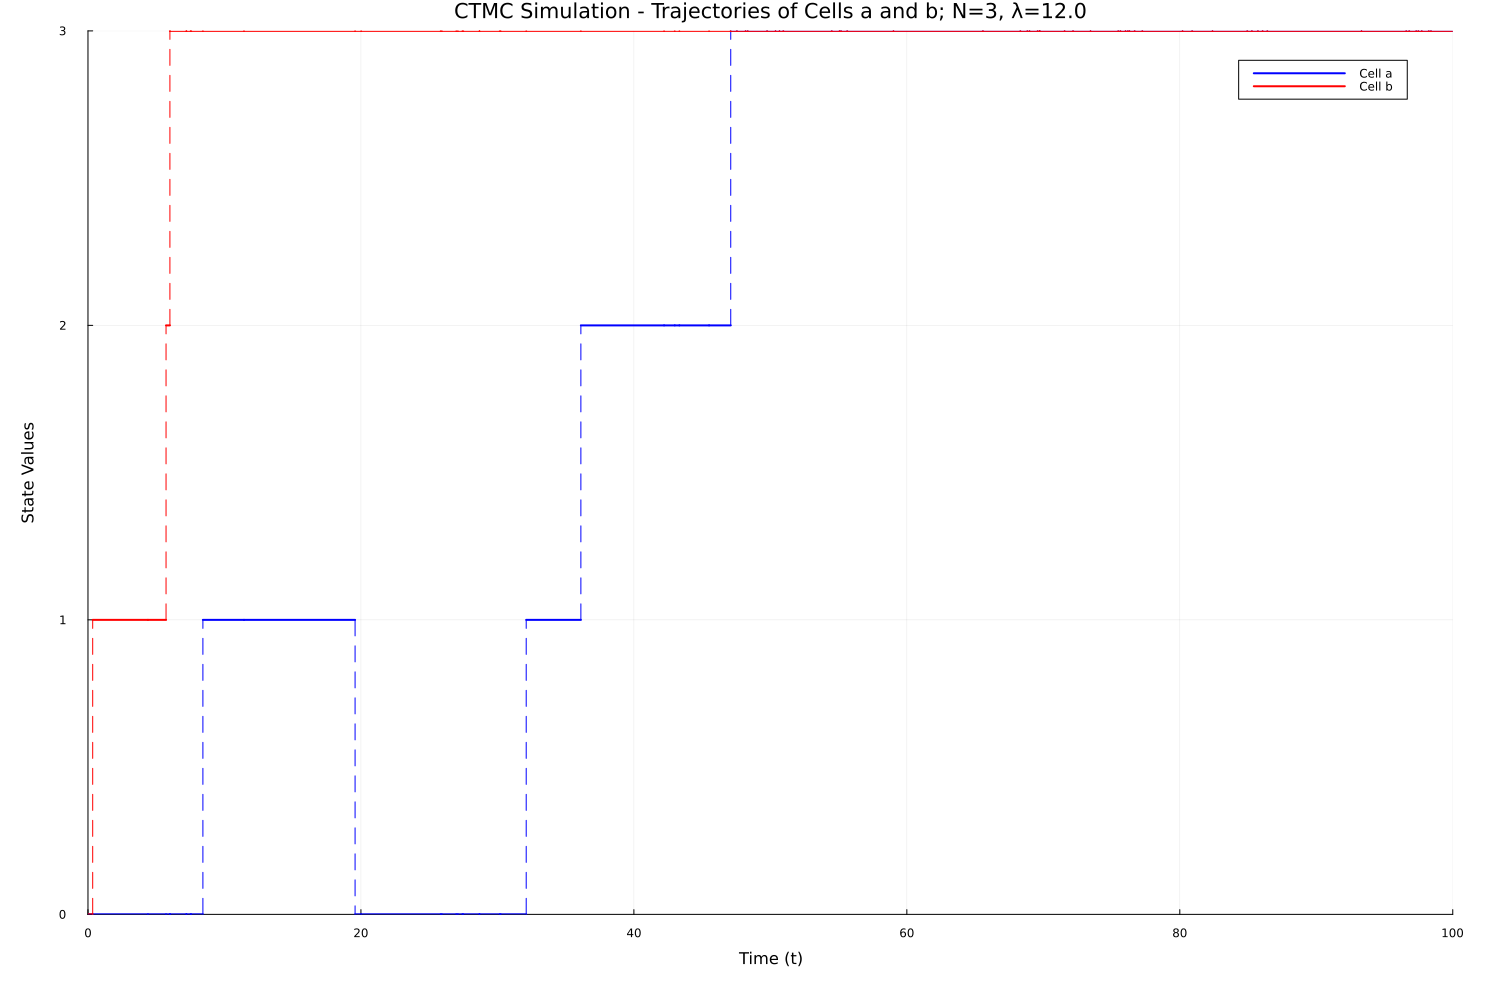 CTMC Simulation - Trajectories of Cells a and b; N=3, λ=12.0
3
Cell a
Cell b
2
State Values
1
0
0 20 40 60 80 100
Time (t)